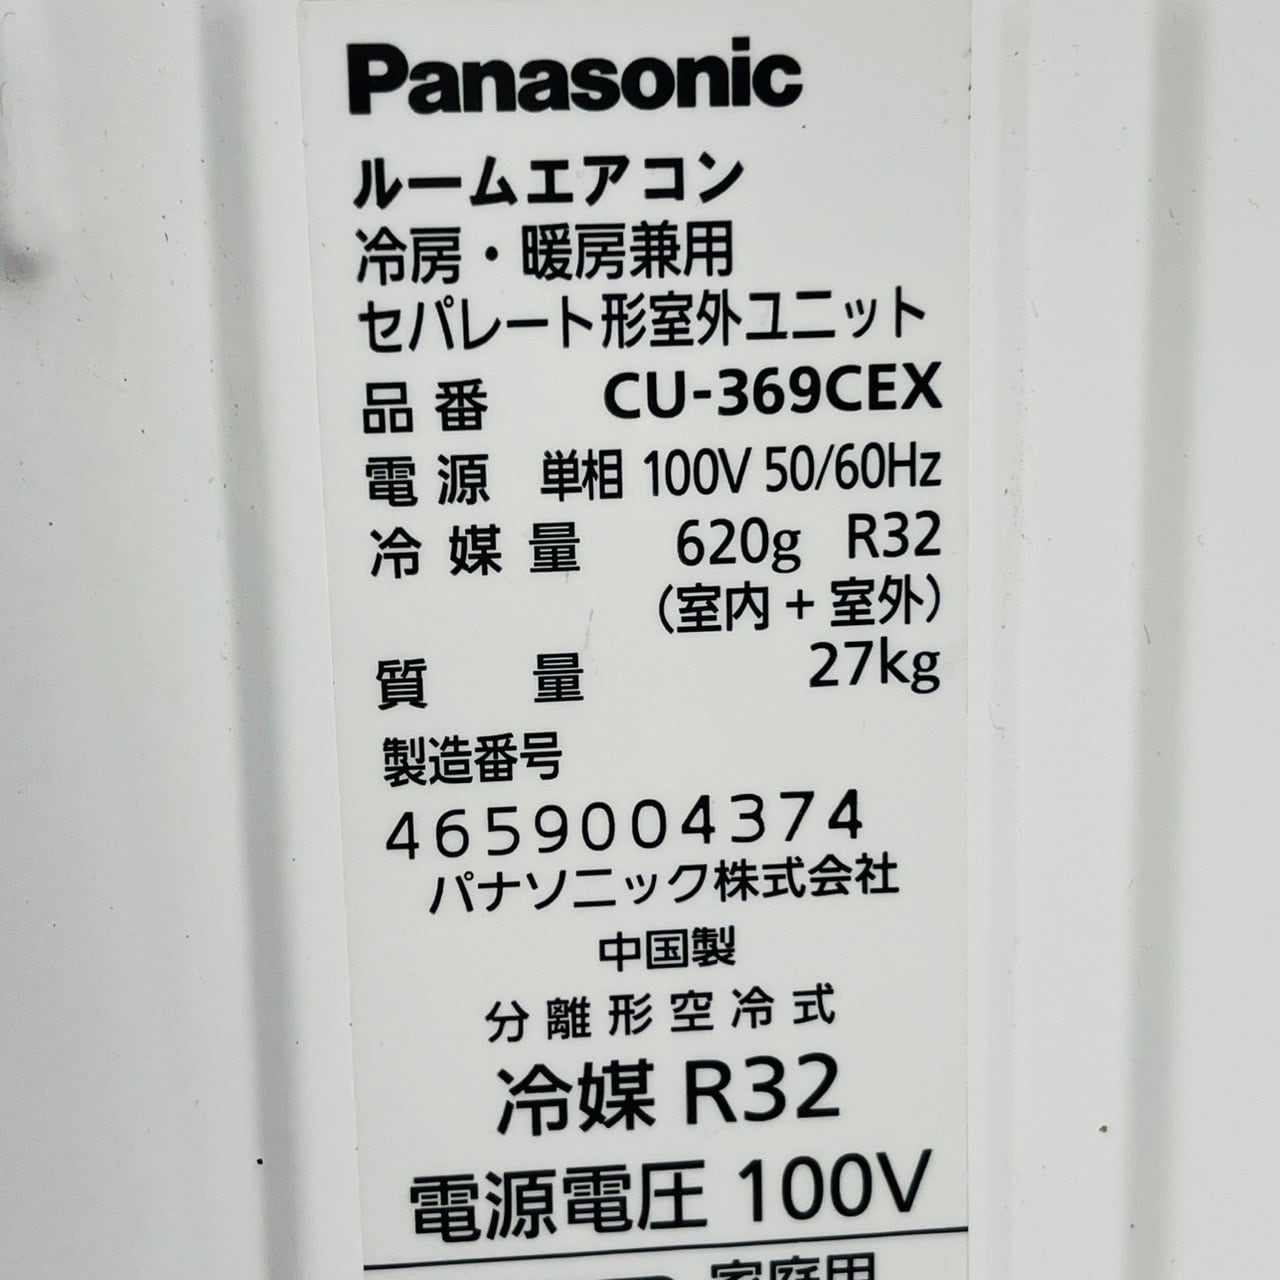 Panasonic
ルームエアコン
冷房・暖房兼用
セパレート形室外ユニット
品番 CU-369CEX
電源 単相 100V 50/60Hz
冷媒量 620g R32
(室内 + 室外)
質量 27kg
製造番号
4659004374
パナソニック株式会社
中国製
分離形空冷式
冷媒 R32
電源電圧 100V
家庭用